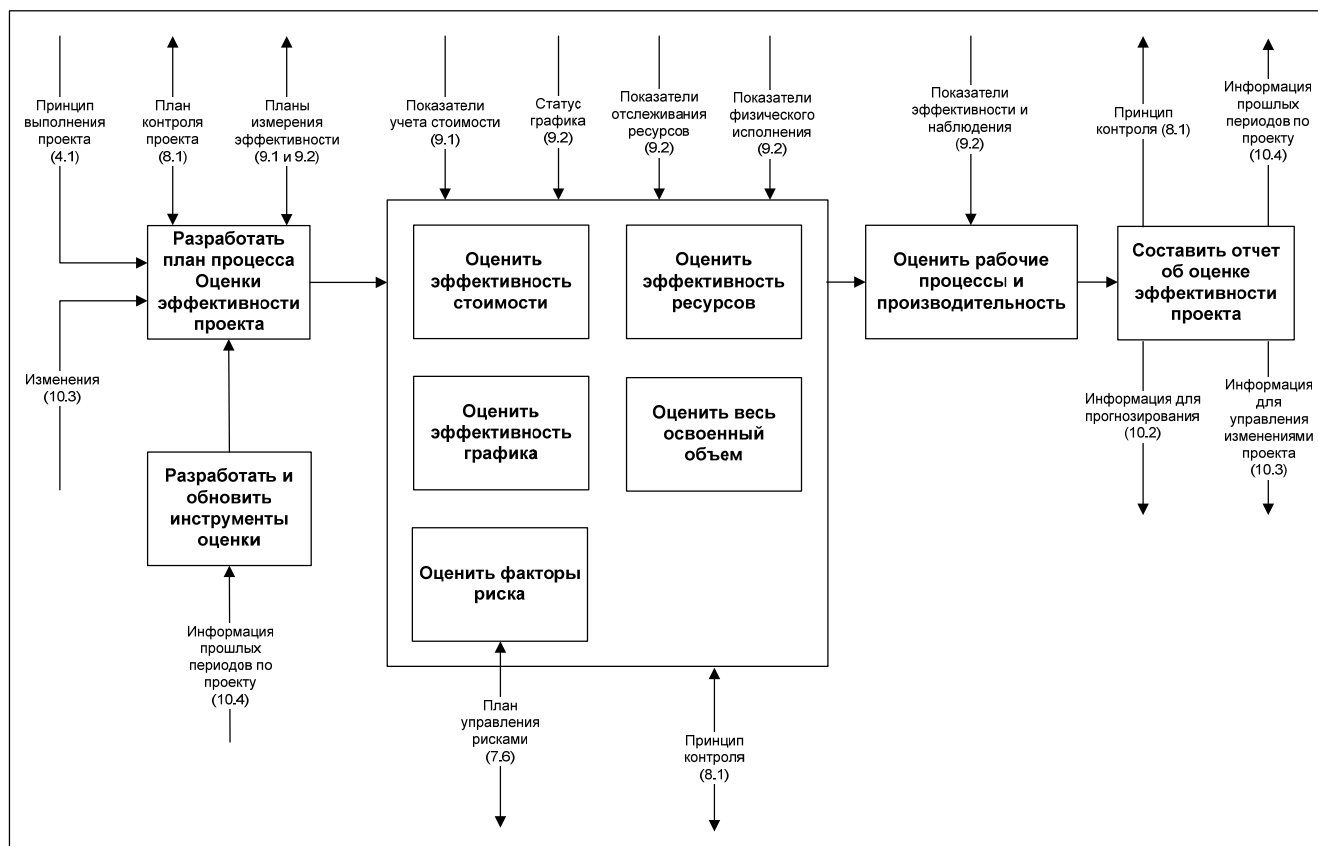 Принцип
выполнения
проекта
(4.1)
План
контроля
проекта
(8.1)
Планы
измерения
эффективности
(9.1 и 9.2)
Показатели
учета стоимости
(9.1)
Статус
графика
(9.2)
Показатели
отслеживания
ресурсов
(9.2)
Показатели
физического
исполнения
(9.2)
Показатели
эффективности и
наблюдения
(9.2)
Принцип
контроля (8.1)
Информация
прошлых
периодов по
проекту
(10.4)
Разработать
план процесса
Оценки
эффективности
проекта
Оценить
эффективность
стоимости
Оценить
эффективность
ресурсов
Оценить рабочие
процессы и
производительность
Составить отчет
об оценке
эффективности
проекта
Изменения
(10.3)
Оценить
эффективность
графика
Оценить весь
освоенный
объем
Информация для
прогнозирования
(10.2)
Информация
для
управления
изменениями
проекта
(10.3)
Разработать и
обновить
инструменты
оценки
Оценить факторы
риска
Информация
прошлых
периодов по
проекту
(10.4)
План
управления
рисками
(7.6)
Принцип
контроля
(8.1)